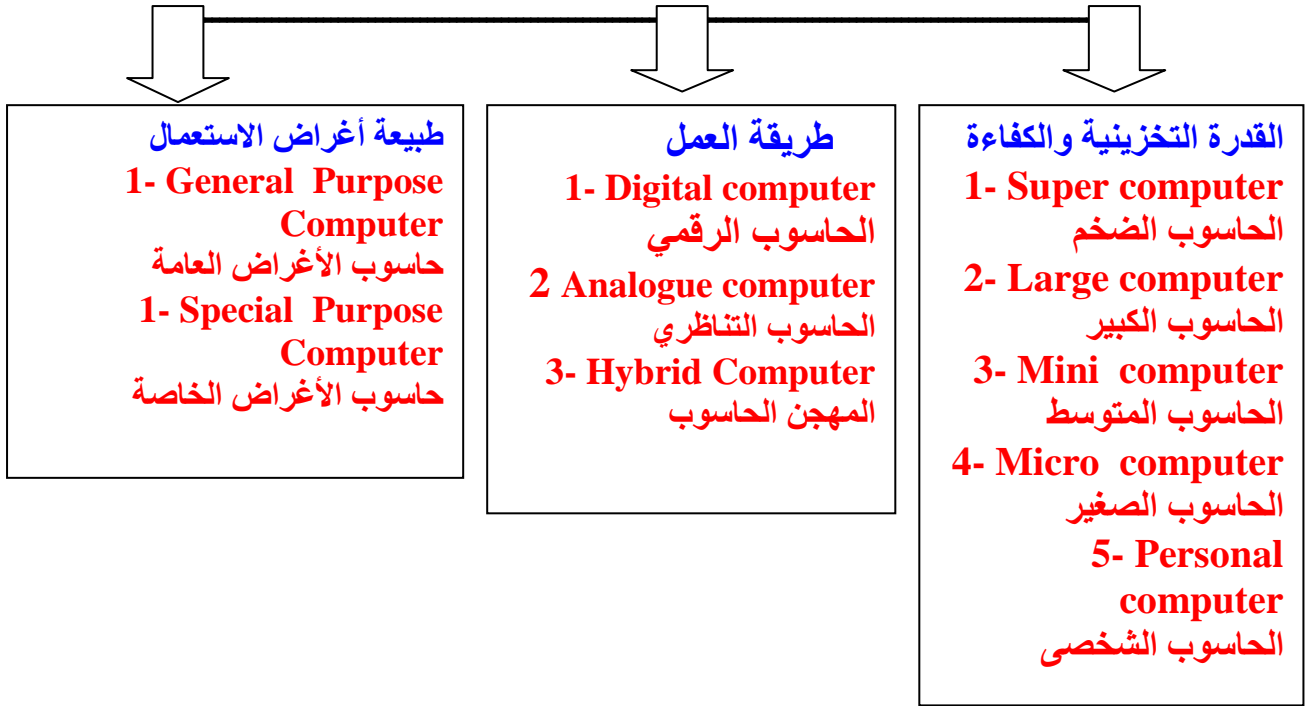 القدرة التخزينية والكفاءة
1- Super computer
الحاسوب الضخم
2- Large computer
الحاسوب الكبير
3- Mini computer
الحاسوب المتوسط
4- Micro computer
الحاسوب الصغير
5- Personal
computer
الحاسوب الشخصي
طريقة العمل
1- Digital computer
الحاسوب الرقمي
2 Analogue computer
الحاسوب التناظري
3- Hybrid Computer
المهجن الحاسوب
طبيعة أغراض الاستعمال
1- General Purpose
Computer
حاسوب الأغراض العامة
1- Special Purpose
Computer
حاسوب الأغراض الخاصة